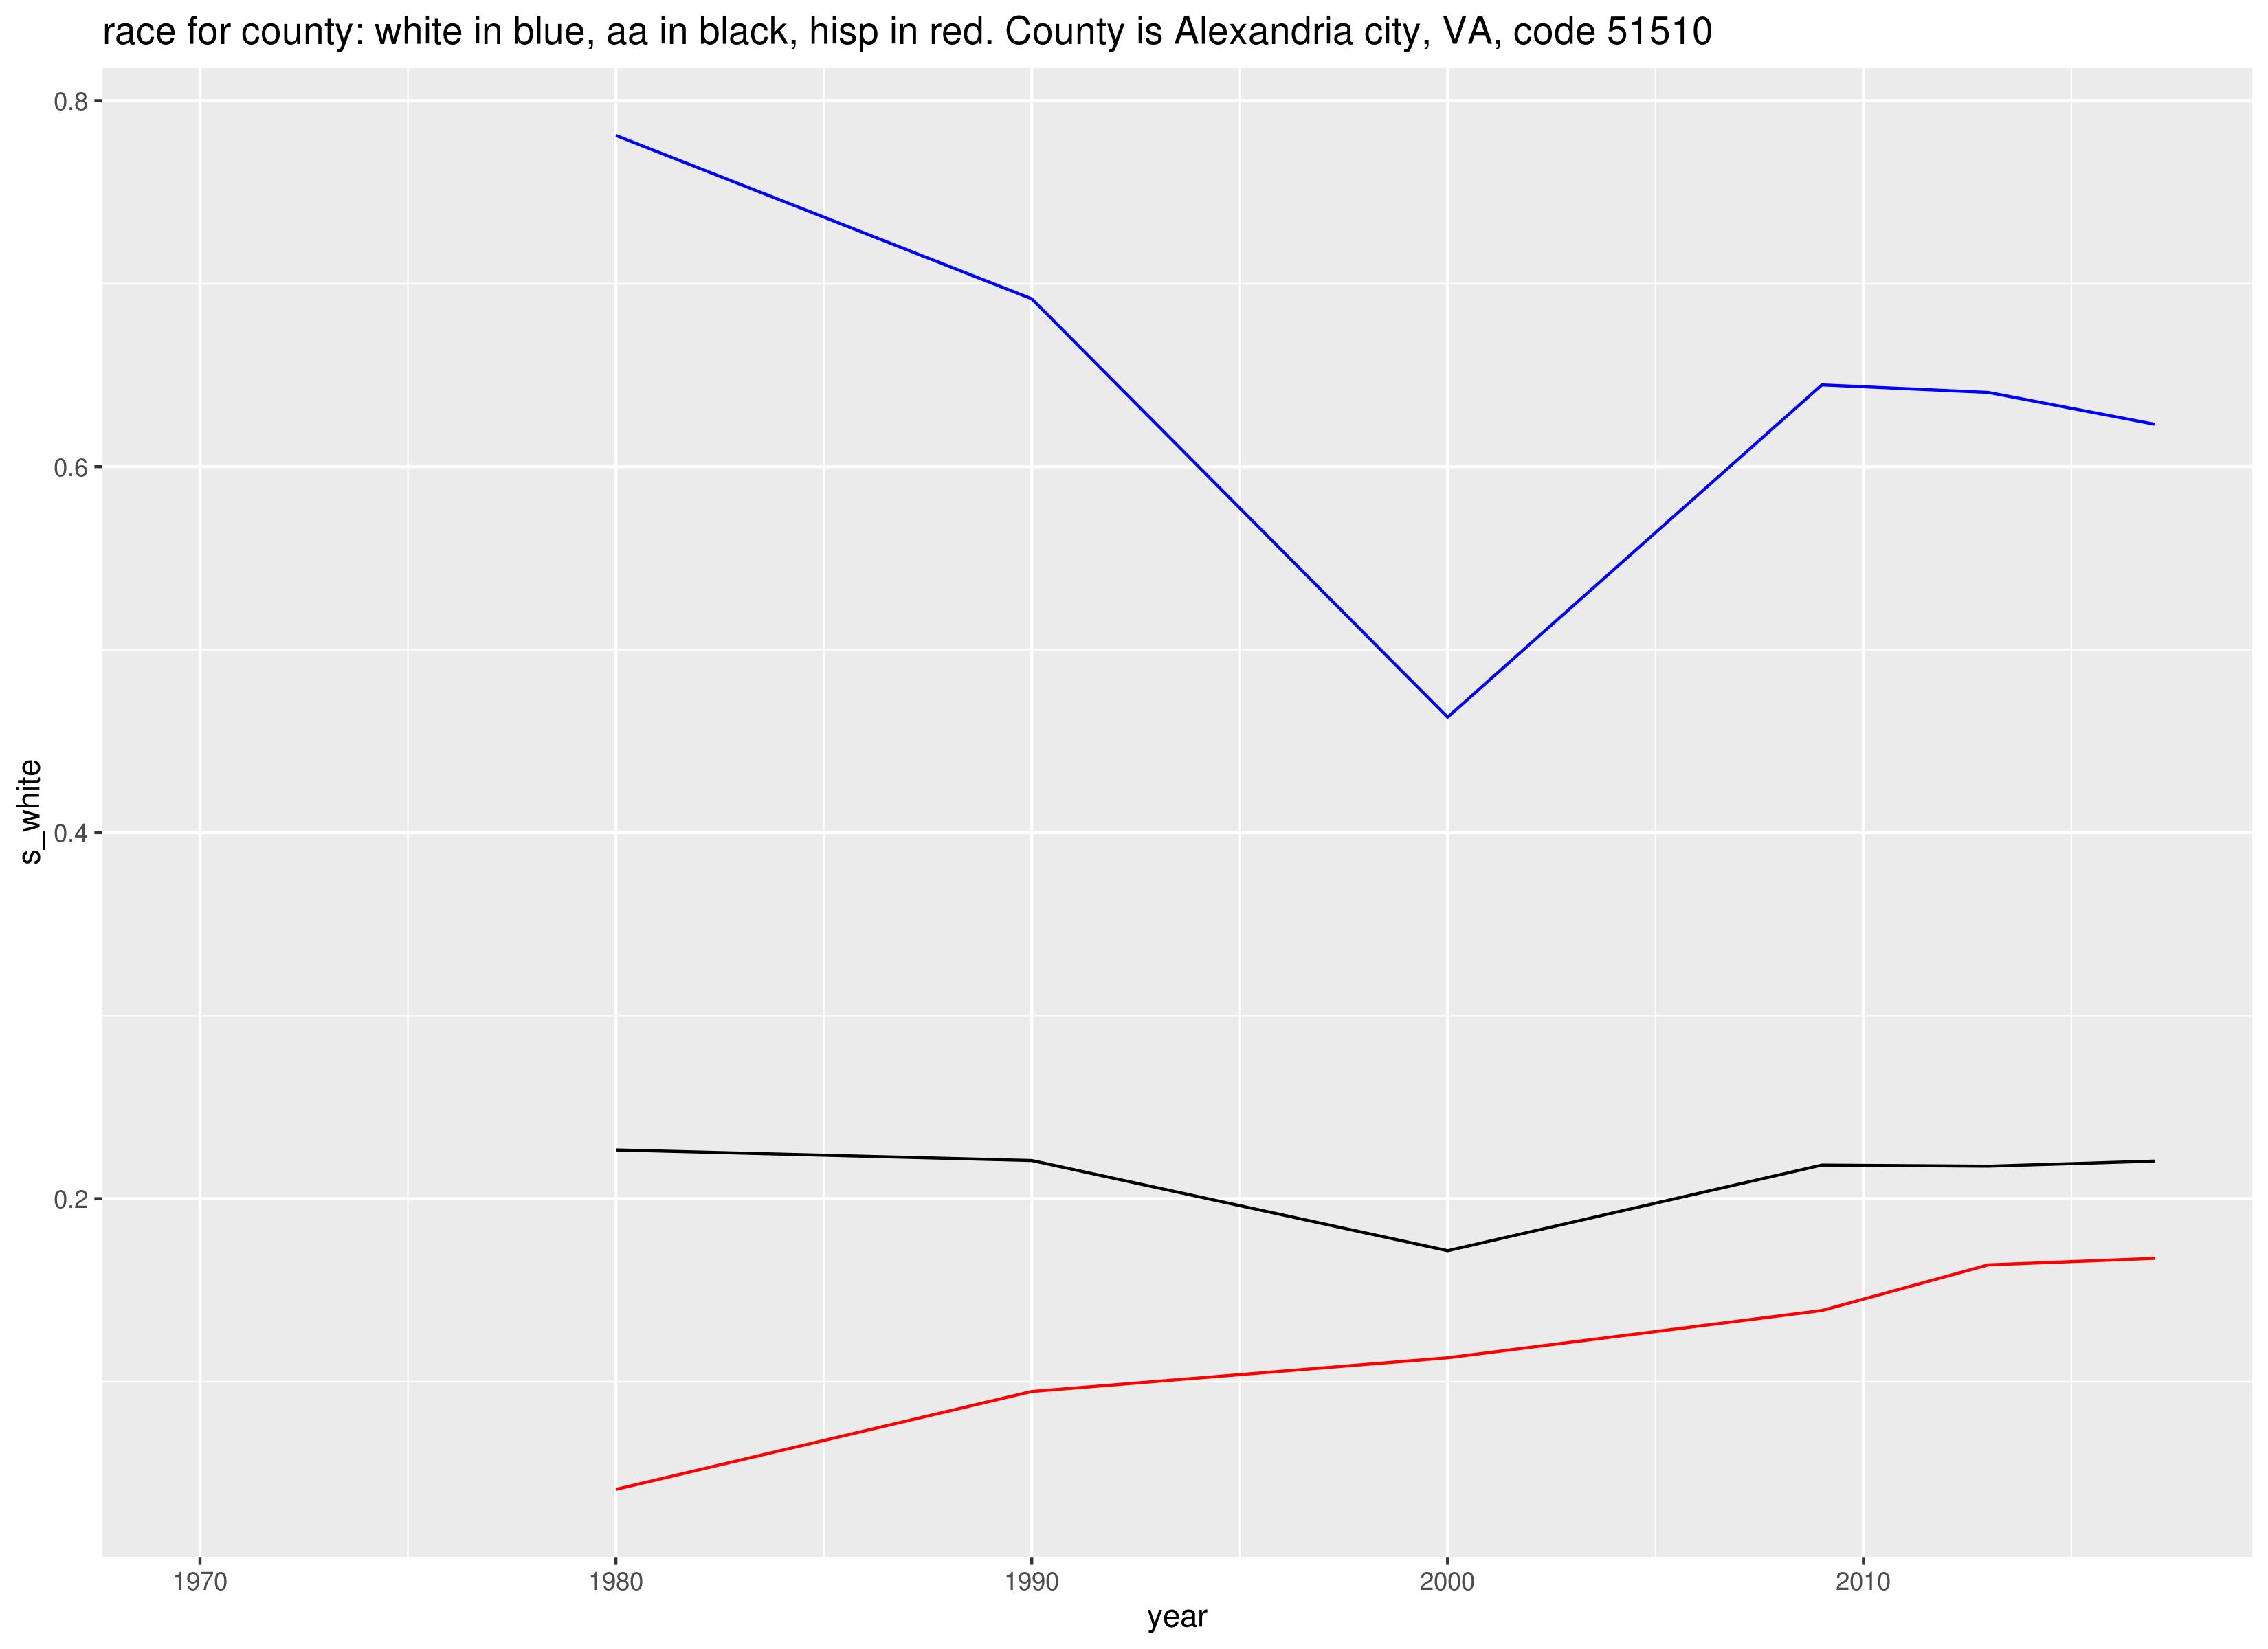 race for county: white in blue, aa in black, hisp in red. County is Alexandria city, VA, code 51510
0.8
0.6
0.4
0.2
s_white
1970 1980 1990 2000 2010
year